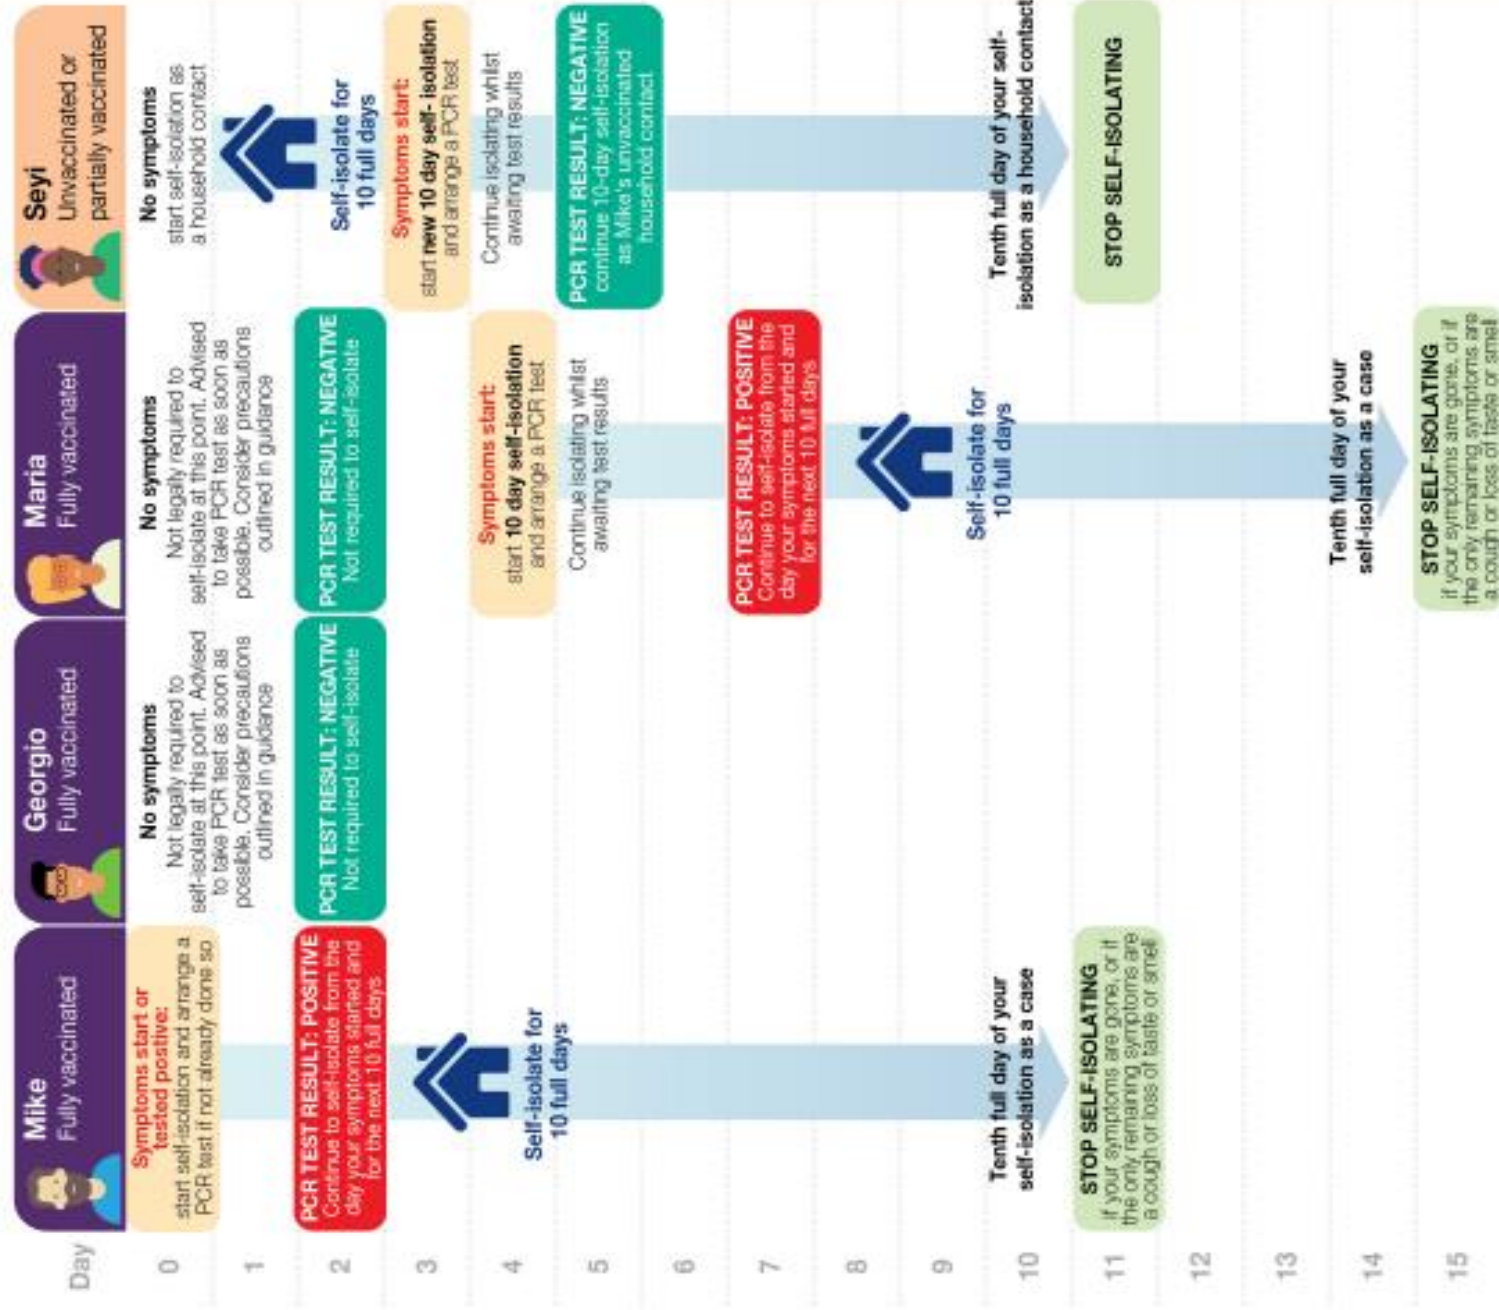 Day
Mike
Fully vaccinated
Georgio
Fully vaccinated
Maria
Fully vaccinated
Seyi
Unvaccinated or
partially vaccinated
0
Symptoms start or
tested postive:
start self-isolation and arrange a
PCR test if not already done so
No symptoms
Not legally required to
self-isolate at this point. Advised
to take PCR test as soon as
possible. Consider precautions
outlined in guidance
No symptoms
Not legally required to
self-isolate at this point. Advised
to take PCR test as soon as
possible. Consider precautions
outlined in guidance
No symptoms
start self-isolation as
a household contact
1
2
PCR TEST RESULT: POSITIVE
Continue to self-isolate from the
day your symptoms started and
for the next 10 full days
PCR TEST RESULT: NEGATIVE
Not required to self-isolate
PCR TEST RESULT: NEGATIVE
Not required to self-isolate
Self-isolate for
10 full days
3
Symptoms start:
start new 10 day self- isolation
and arrange a PCR test
4
Self-isolate for
10 full days
Symptoms start:
start 10 day self-isolation
and arrange a PCR test
Continue isolating whilst
awaiting test results
5
Continue isolating whilst
awaiting test results
PCR TEST RESULT: NEGATIVE
continue 10-day self-isolation
as Mike's unvaccinated
household contact
6
7
PCR TEST RESULT: POSITIVE
Continue to self-isolate from the
day your symptoms started and
for the next 10 full days
8
9
Self-isolate for
10 full days
10
Tenth full day of your
self-isolation as a case
Tenth full day of your self-
isolation as a household contact
11
STOP SELF-ISOLATING
if your symptoms are gone, or if
the only remaining symptoms are
a cough or loss of taste or smell
STOP SELF-ISOLATING
12
13
14
Tenth full day of your
self-isolation as a case
15
STOP SELF-ISOLATING
if your symptoms are gone, or if
the only remaining symptoms are
a cough or loss of taste or smell